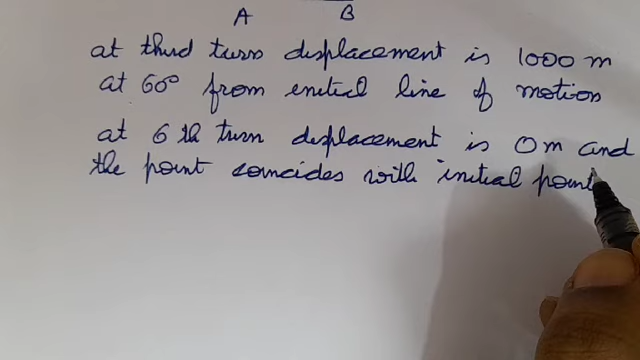 A B
at third turn displacement is 1000 m
at 60° from initial line of motion
at 6 th turn displacement is 0 m and
the point coincides with initial point